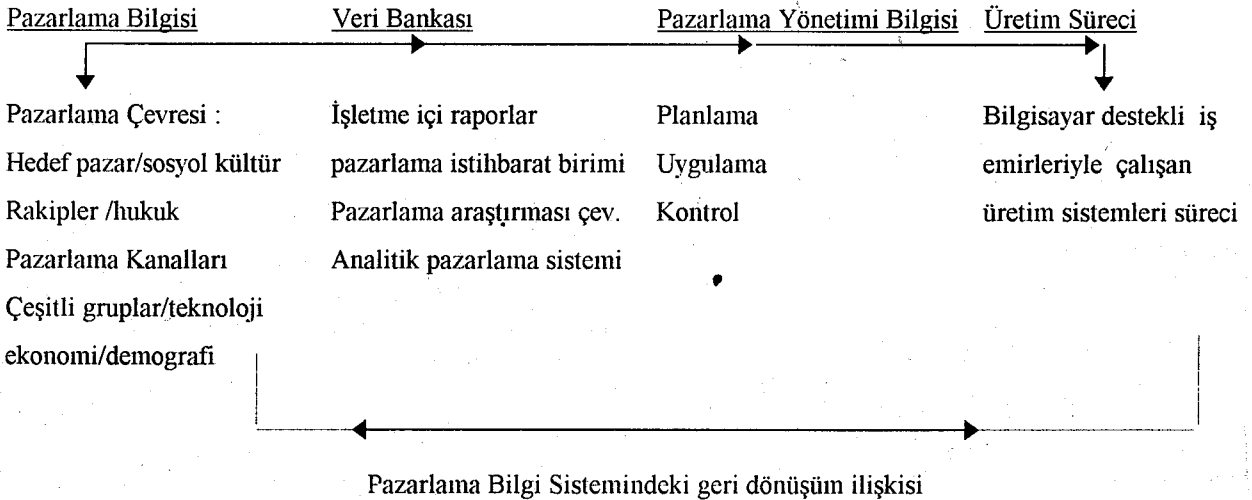 Pazarlama Bilgisi Veri Bankası Pazarlama Yönetimi Bilgisi Üretim Süreci
Pazarlama Çevresi : İşletme içi raporlar Planlama Bilgisayar destekli iş
Hedef pazar/sosyol kültür pazarlama istihbarat birimi Uygulama emirleriyle çalışan
Rakipler /hukuk Pazarlama araştırması çev. Kontrol üretim sistemleri süreci
Pazarlama Kanalları Analitik pazarlama sistemi
Çeşitli gruplar/teknoloji
ekonomi/demografi
Pazarlama Bilgi Sistemindeki geri dönüşüm ilişkisi